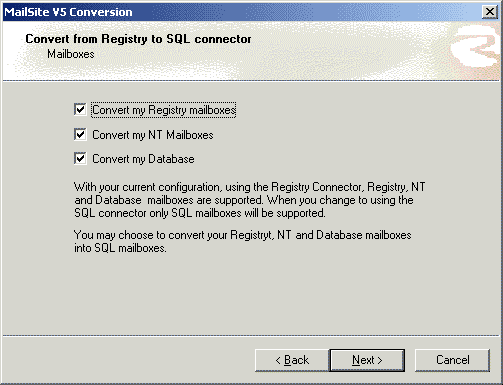 MailSite V5 Conversion
Convert from Registry to SQL connector
Mailboxes
Convert my Registry mailboxes
Convert my NT Mailboxes
Convert my Database
With your current configuration, using the Registry Connector, Registry, NT
and Database  mailboxes are supported. When you change to using the
SQL connector only SQL mailboxes will be supported.
You may choose to convert your Registryt, NT and Database mailboxes
into SQL mailboxes.
< Back
Next >
Cancel